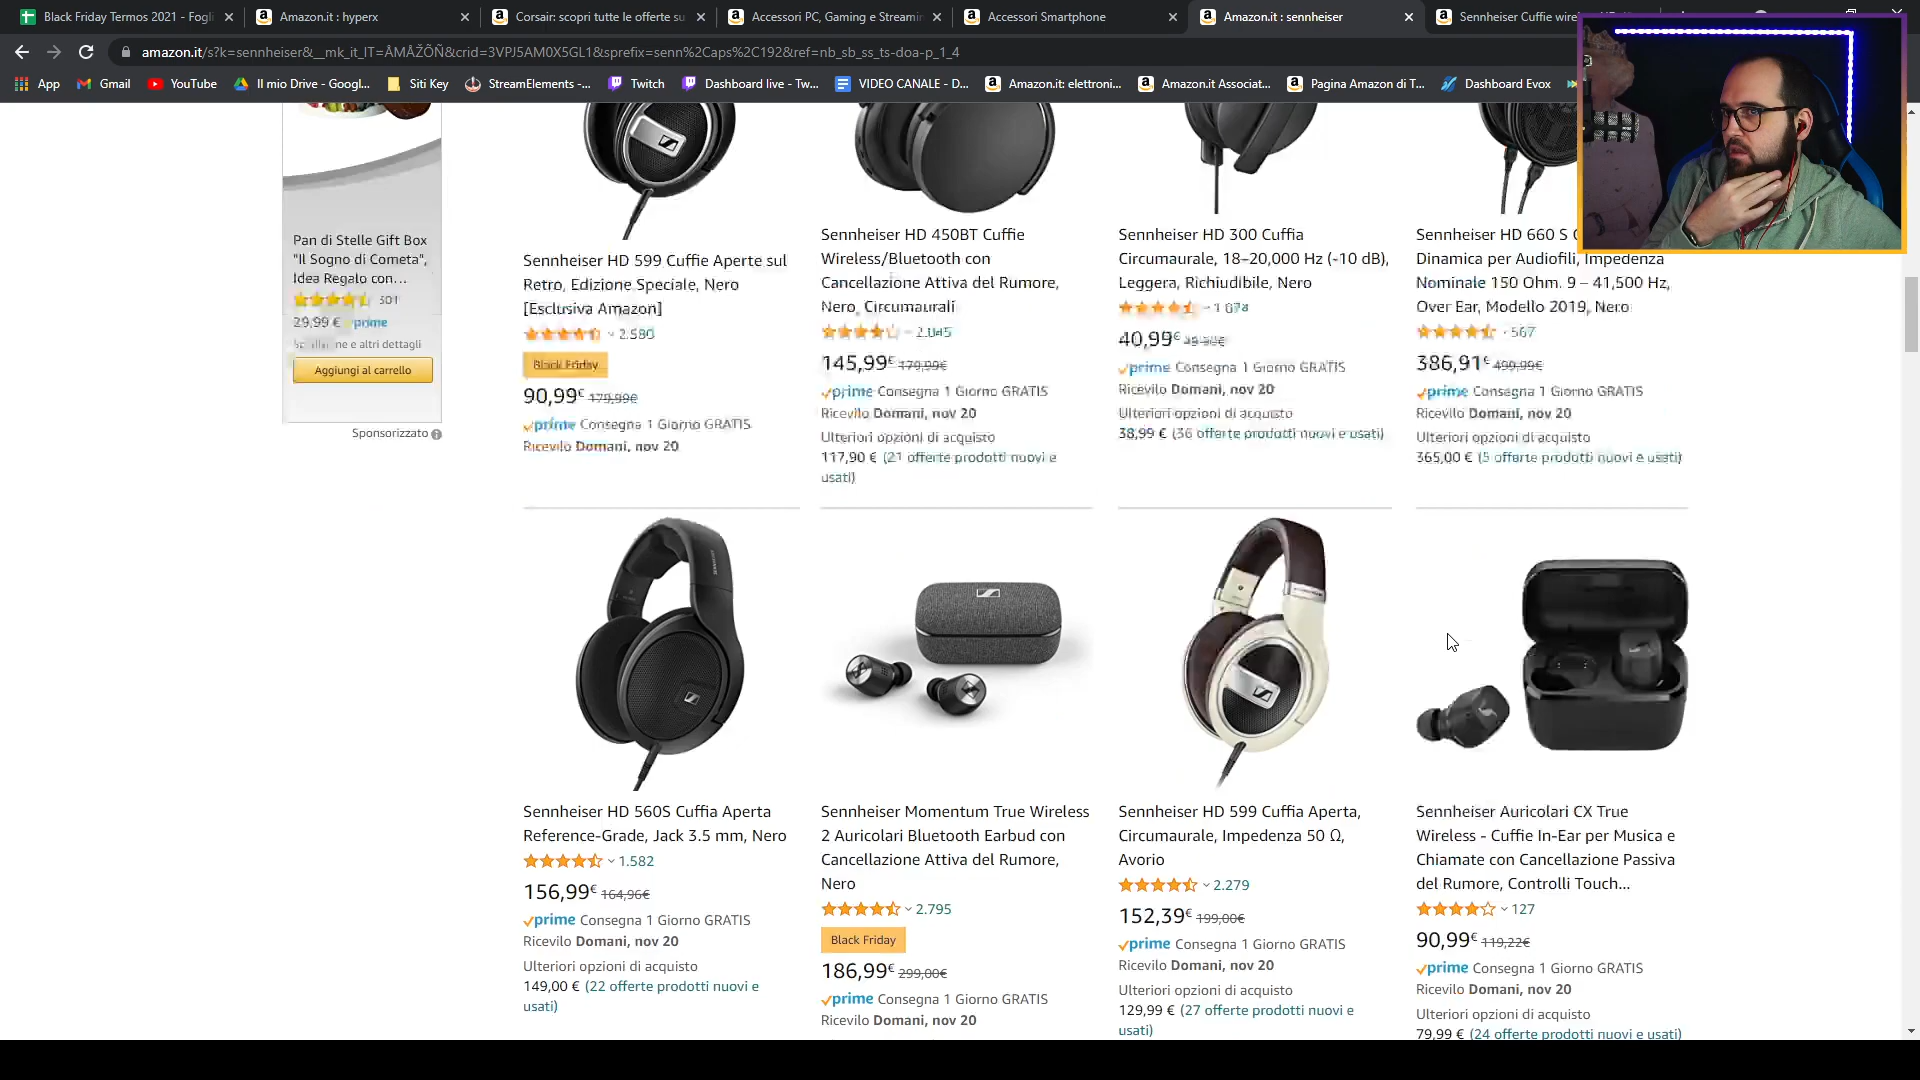 Black Friday Termos 2021 - Fogli
Amazon.it : hyperx
Corsair: scopri tutte le offerte su
Accessori PC, Gaming e Streamin
Accessori Smartphone
Amazon.it : sennheiser
Sennheiser Cuffie wire
amazon.it/s?k=sennheiser&__mk_it_IT=ÅMÅŽÕÑ&crid=3VPJ5AM0X5GL1&sprefix=senn%2Caps%2C192&ref=nb_sb_ss_ts-doa-p_1_4
App
Gmail
YouTube
Il mio Drive - Googl...
Siti Key
StreamElements -...
Twitch
Dashboard live - Tw...
VIDEO CANALE - D...
Amazon.it: elettroni...
Amazon.it Associat...
Pagina Amazon di T...
Dashboard Evox
Pan di Stelle Gift Box
"Il Sogno di Cometa",
Idea Regalo con...
301
29,99 € prime
ne e altri dettagli
Aggiungi al carrello
Sponsorizzato
Sennheiser HD 599 Cuffie Aperte sul
Retro, Edizione Speciale, Nero
[Esclusiva Amazon]
2.580
Black Friday
90,99€ 179,99€
prime Consegna 1 Giorno GRATIS
Ricevilo Domani, nov 20
Sennheiser HD 450BT Cuffie
Wireless/Bluetooth con
Cancellazione Attiva del Rumore,
Nero, Circumaurali
2.045
145,99€ 179,99€
prime Consegna 1 Giorno GRATIS
Ricevilo Domani, nov 20
Ulteriori opzioni di acquisto
117,90 € (21 offerte prodotti nuovi e
usati)
Sennheiser HD 300 Cuffia
Circumaurale, 18–20,000 Hz (-10 dB),
Leggera, Richiudibile, Nero
1.074
40,99€
prime Consegna 1 Giorno GRATIS
Ricevilo Domani, nov 20
Ulteriori opzioni di acquisto
38,99 € (36 offerte prodotti nuovi e usati)
Sennheiser HD 660 S
Dinamica per Audiofili, Impedenza
Nominale 150 Ohm. 9 – 41,500 Hz,
Over Ear, Modello 2019, Nero
567
386,91€ 499,99€
prime Consegna 1 Giorno GRATIS
Ricevilo Domani, nov 20
Ulteriori opzioni di acquisto
365,00 € (5 offerte prodotti nuovi e usati)
Sennheiser HD 560S Cuffia Aperta
Reference-Grade, Jack 3.5 mm, Nero
1.582
156,99€ 164,96€
prime Consegna 1 Giorno GRATIS
Ricevilo Domani, nov 20
Ulteriori opzioni di acquisto
149,00 € (22 offerte prodotti nuovi e
usati)
Sennheiser Momentum True Wireless
2 Auricolari Bluetooth Earbud con
Cancellazione Attiva del Rumore,
Nero
2.795
Black Friday
186,99€ 299,00€
prime Consegna 1 Giorno GRATIS
Ricevilo Domani, nov 20
Sennheiser HD 599 Cuffia Aperta,
Circumaurale, Impedenza 50 Ω,
Avorio
2.279
152,39€ 199,00€
prime Consegna 1 Giorno GRATIS
Ricevilo Domani, nov 20
Ulteriori opzioni di acquisto
129,99 € (27 offerte prodotti nuovi e
usati)
Sennheiser Auricolari CX True
Wireless - Cuffie In-Ear per Musica e
Chiamate con Cancellazione Passiva
del Rumore, Controlli Touch...
127
90,99€ 119,22€
prime Consegna 1 Giorno GRATIS
Ricevilo Domani, nov 20
Ulteriori opzioni di acquisto
79,99 € (24 offerte prodotti nuovi e usati)